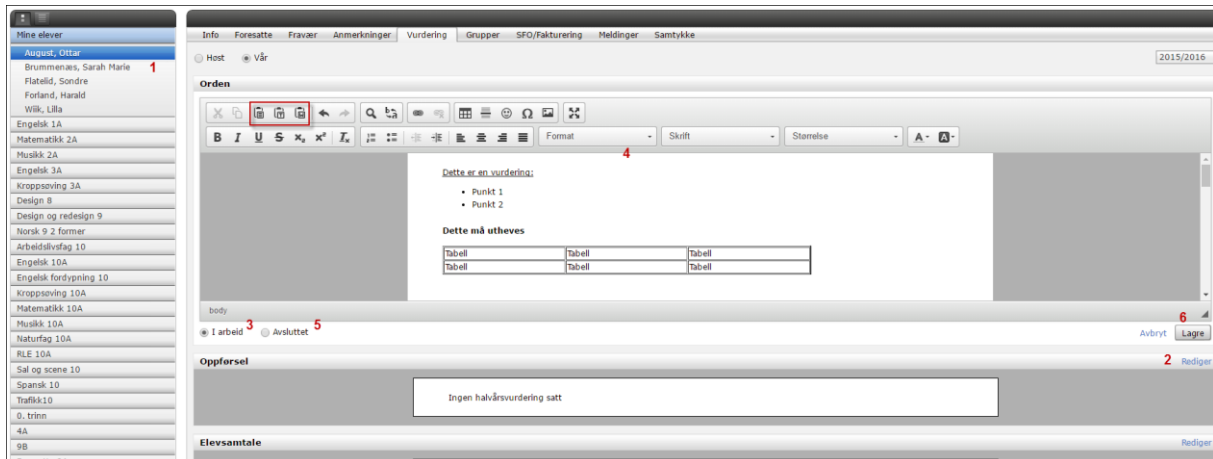 Mine elever
August, Ottar
Brummenæs, Sarah Marie 1
Flatelid, Sondre
Forland, Harald
Wiik, Lilla
Engelsk 1A
Matematikk 2A
Musikk 2A
Engelsk 3A
Kroppsøving 3A
Design 8
Design og redesign 9
Norsk 9 2 former
Arbeidslivsfag 10
Engelsk 10A
Engelsk fordypning 10
Kroppsøving 10A
Matematikk 10A
Musikk 10A
Naturfag 10A
RLE 10A
Sal og scene 10
Spansk 10
Trafikk10
0. trinn
4A
9B
Info Foresatte Fravær Anmerkninger Vurdering Grupper SFO/Fakturering Meldinger Samtykke
Høst Vår 2015/2016
Orden
B I U S x₂ x² Ix Format Skrift Størrelse A A
4
Dette er en vurdering:
• Punkt 1
• Punkt 2
Dette må utheves
Tabell Tabell Tabell
Tabell Tabell Tabell
body
I arbeid 3 Avsluttet 5 6
Avbryt Lagre
Oppførsel 2 Rediger
Ingen halvårsvurdering satt
Elevsamtale Rediger